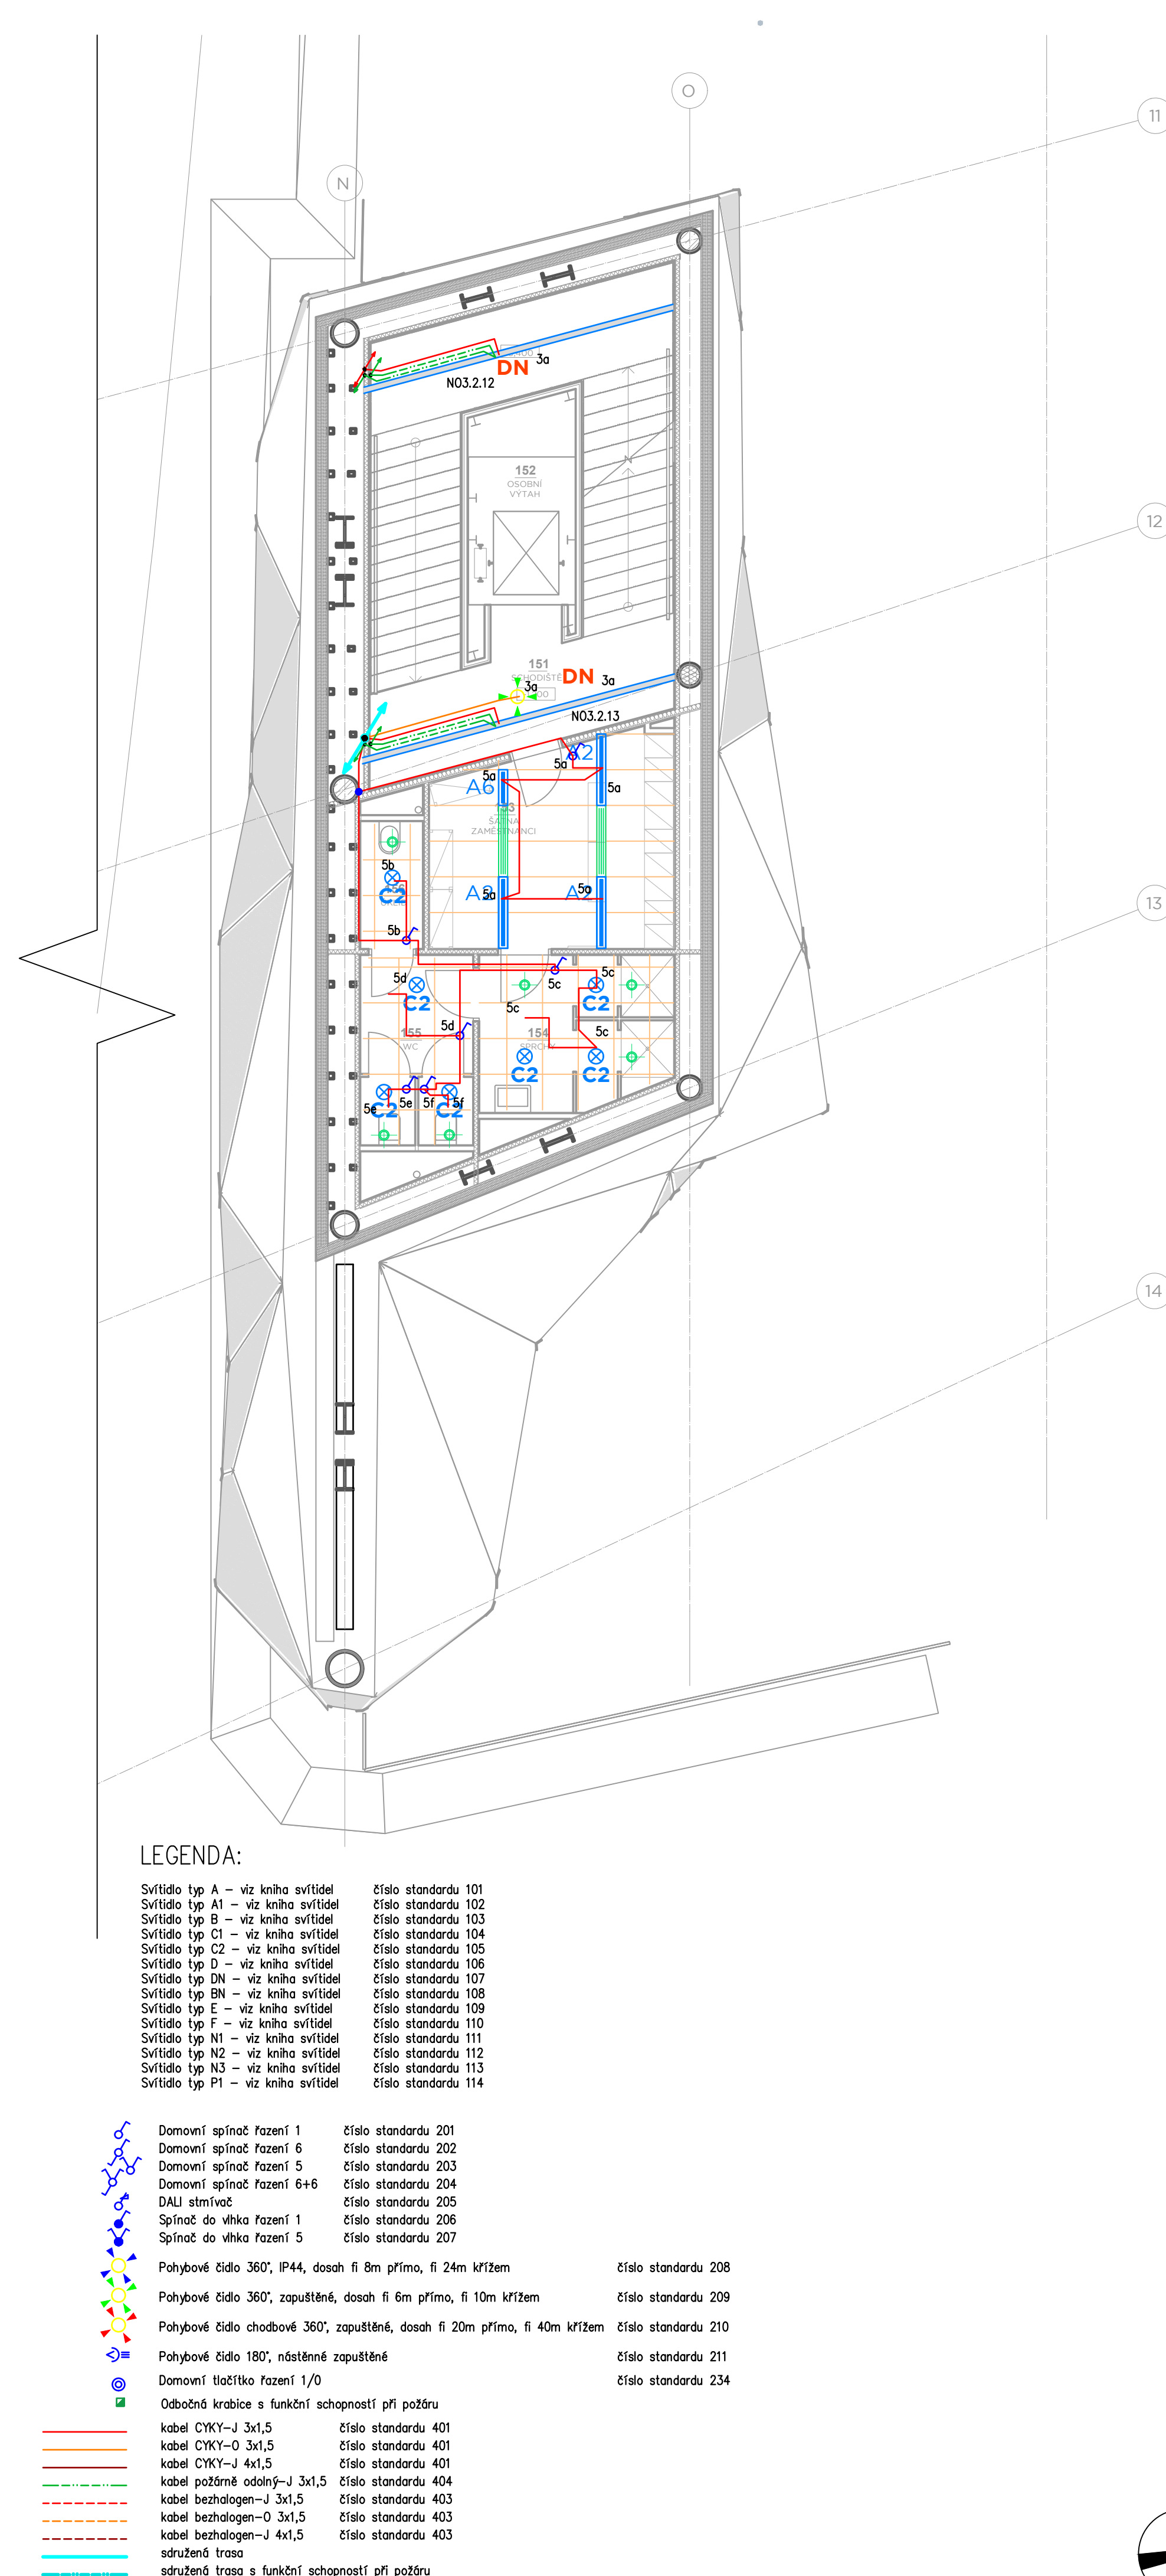 O
11
N
3a
DN
N03.2.12
152
OSOBNÍ
VÝTAH
12
151
SCHODIŠTĚ
DN
3a
3a
N03.2.13
A2
5a
5a
A6
5a
ŠATNA
ZAMĚSTNANCI
5b
C2
A2
5a
13
5b
5d
5c
5c
C2
C2
5c
5d
5c
155
WC
154
SPRCHY
C2
C2
5e
5e
5f
5f
C2
C2
14
LEGENDA:
Svítidlo typ A – viz kniha svítidel číslo standardu 101
Svítidlo typ A1 – viz kniha svítidel číslo standardu 102
Svítidlo typ B – viz kniha svítidel číslo standardu 103
Svítidlo typ C1 – viz kniha svítidel číslo standardu 104
Svítidlo typ C2 – viz kniha svítidel číslo standardu 105
Svítidlo typ D – viz kniha svítidel číslo standardu 106
Svítidlo typ DN – viz kniha svítidel číslo standardu 107
Svítidlo typ BN – viz kniha svítidel číslo standardu 108
Svítidlo typ E – viz kniha svítidel číslo standardu 109
Svítidlo typ F – viz kniha svítidel číslo standardu 110
Svítidlo typ N1 – viz kniha svítidel číslo standardu 111
Svítidlo typ N2 – viz kniha svítidel číslo standardu 112
Svítidlo typ N3 – viz kniha svítidel číslo standardu 113
Svítidlo typ P1 – viz kniha svítidel číslo standardu 114
Domovní spínač řazení 1 číslo standardu 201
Domovní spínač řazení 6 číslo standardu 202
Domovní spínač řazení 5 číslo standardu 203
Domovní spínač řazení 6+6 číslo standardu 204
DALI stmívač číslo standardu 205
Spínač do vlhka řazení 1 číslo standardu 206
Spínač do vlhka řazení 5 číslo standardu 207
Pohybové čidlo 360°, IP44, dosah fi 8m přímo, fi 24m křížem číslo standardu 208
Pohybové čidlo 360°, zapuštěné, dosah fi 6m přímo, fi 10m křížem číslo standardu 209
Pohybové čidlo chodbové 360°, zapuštěné, dosah fi 20m přímo, fi 40m křížem číslo standardu 210
Pohybové čidlo 180°, nástěnné zapuštěné číslo standardu 211
Domovní tlačítko řazení 1/0 číslo standardu 234
Odbočná krabice s funkční schopností při požáru
kabel CYKY–J 3x1,5 číslo standardu 401
kabel CYKY–O 3x1,5 číslo standardu 401
kabel CYKY–J 4x1,5 číslo standardu 401
kabel požárně odolný–J 3x1,5 číslo standardu 404
kabel bezhalogen–J 3x1,5 číslo standardu 403
kabel bezhalogen–O 3x1,5 číslo standardu 403
kabel bezhalogen–J 4x1,5 číslo standardu 403
sdružená trasa
sdružená trasa s funkční schopností při požáru